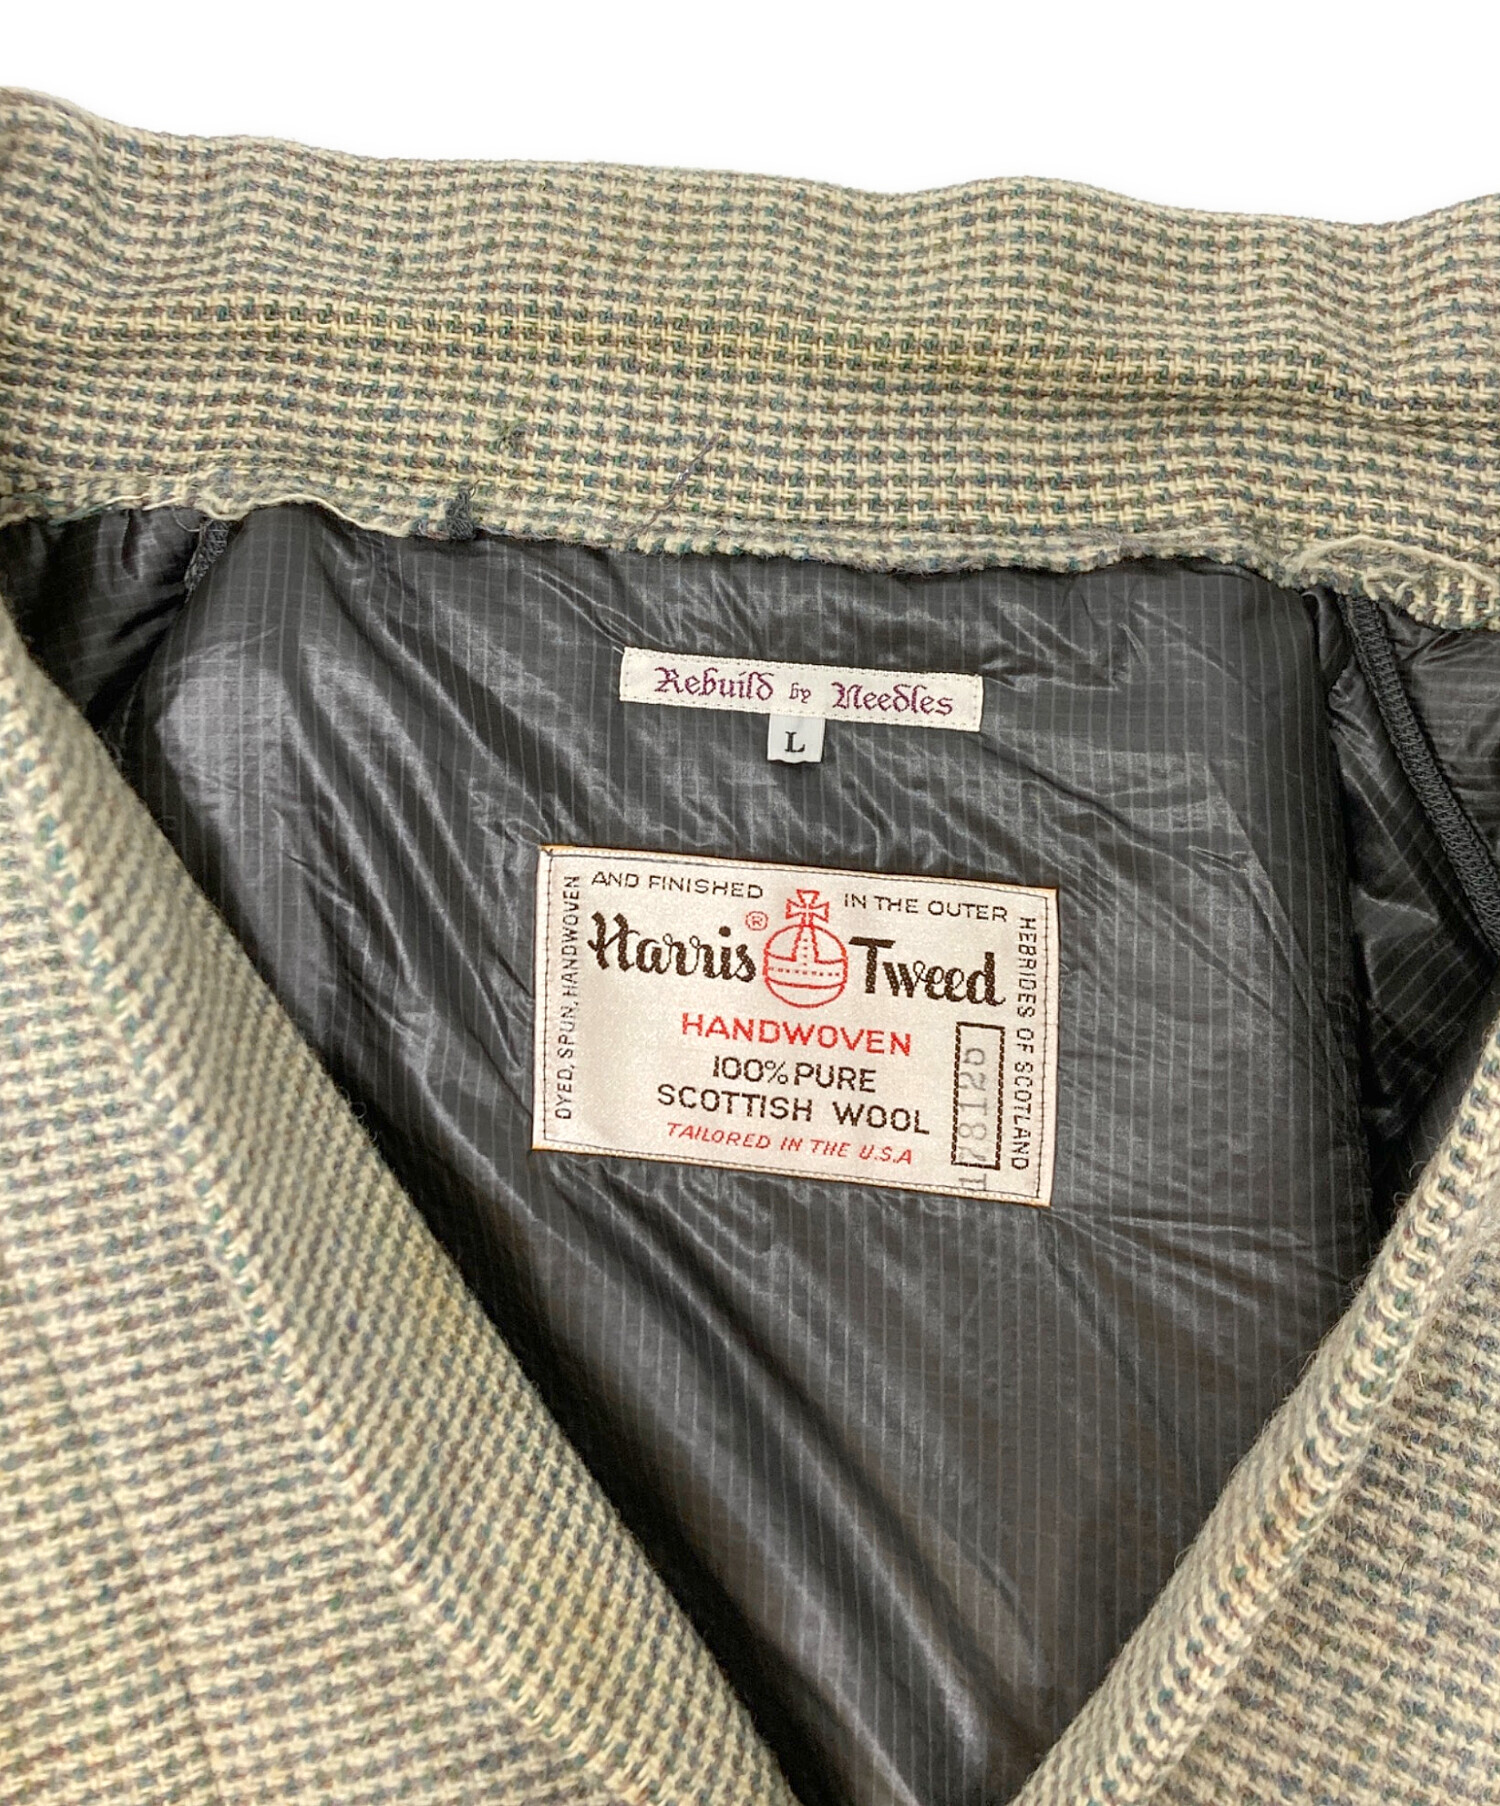 Rebuild by Needles
L
DYED, SPUN, HANDWOVEN
AND FINISHED
IN THE OUTER
HEBRIDES OF SCOTLAND
Harris® Tweed
HANDWOVEN
100% PURE
SCOTTISH WOOL
TAILORED IN THE U.S.A